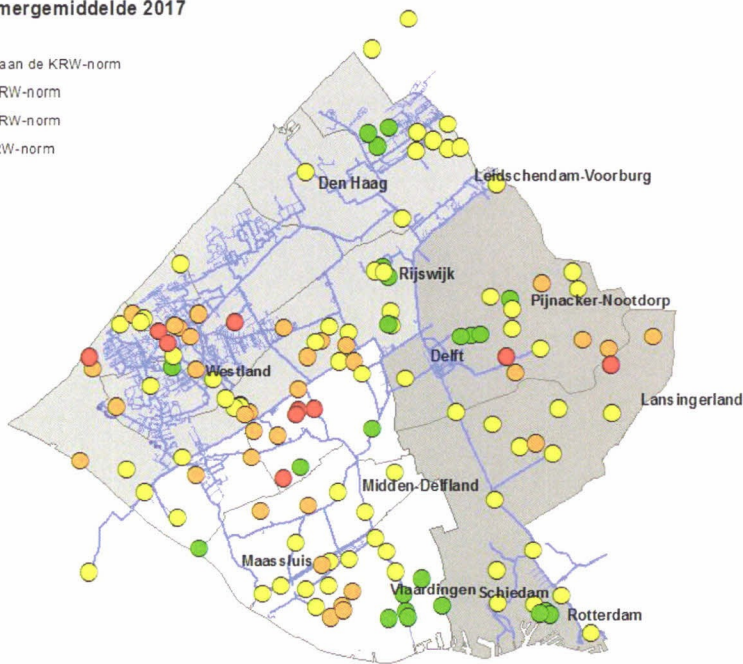 mergemiddelde 2017
aan de KRW-norm
RW-norm
RW-norm
W-norm
Den Haag
Leidschendam-Voorburg
Rijswijk
Pijnacker-Nootdorp
Delft
Westland
Lansingerland
Midden-Delfland
Maassluis
Vlaardingen
Schiedam
Rotterdam